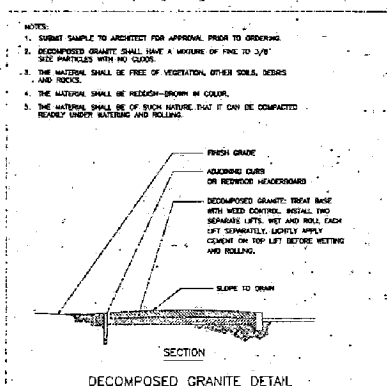 NOTES:
1. SUBMIT SAMPLE TO ARCHITECT FOR APPROVAL PRIOR TO ORDERING.
2. DECOMPOSED GRANITE SHALL HAVE A MIXTURE OF FINE TO 3/8"
SIZE PARTICLES WITH NO CLODS.
3. THE MATERIAL SHALL BE FREE OF VEGETATION, OTHER SOILS, DEBRIS
AND ROCKS.
4. THE MATERIAL SHALL BE REDDISH-BROWN IN COLOR.
5. THE MATERIAL SHALL BE OF SUCH NATURE THAT IT CAN BE COMPACTED
READILY UNDER WATERING AND ROLLING.
FINISH GRADE
ADJOINING CURB
OR REDWOOD HEADERBOARD
DECOMPOSED GRANITE: TREAT BASE
WITH WEED CONTROL. INSTALL TWO
SEPARATE LIFTS. WET AND ROLL EACH
LIFT SEPARATELY. LIGHTLY APPLY
CEMENT ON TOP LIFT BEFORE WETTING
AND ROLLING.
SLOPE TO DRAIN
SECTION
DECOMPOSED GRANITE DETAIL